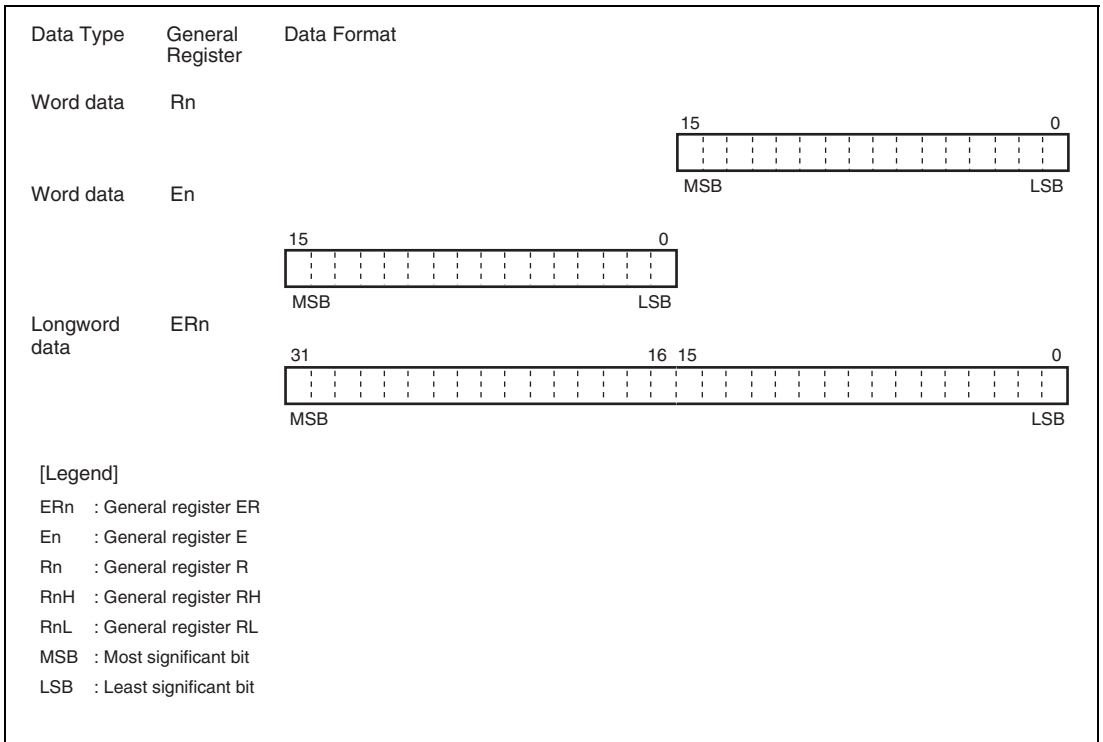 Data Type General Register Data Format
Word data Rn
15 0
MSB LSB
Word data En
15 0
MSB LSB
Longword data ERn
31 16 15 0
MSB LSB
[Legend]
ERn : General register ER
En : General register E
Rn : General register R
RnH : General register RH
RnL : General register RL
MSB : Most significant bit
LSB : Least significant bit